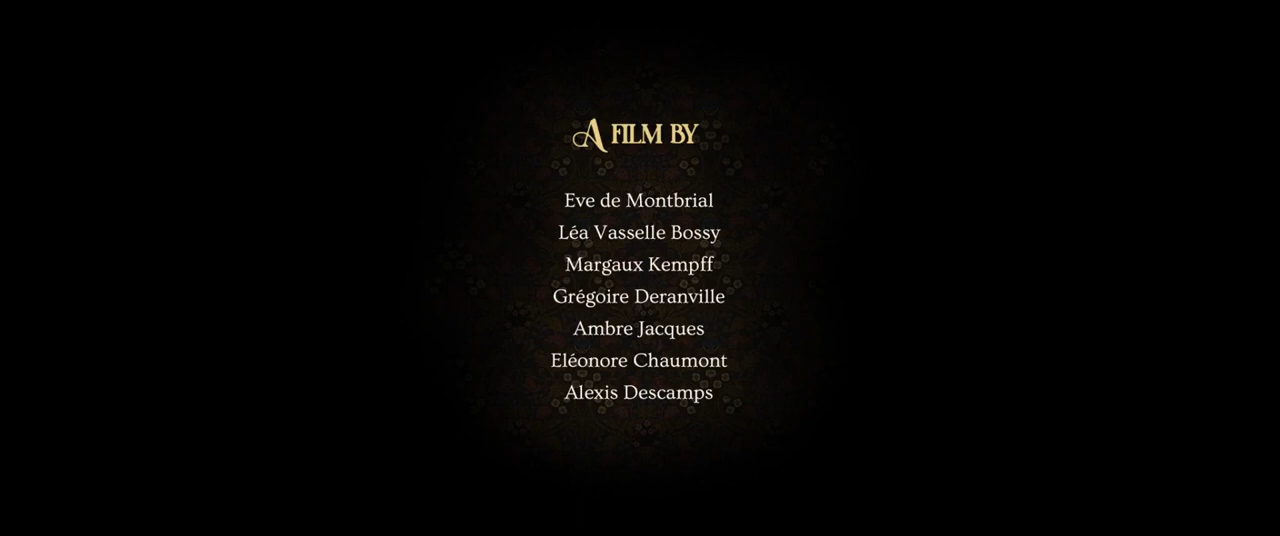 A FILM BY
Eve de Montbrial
Léa Vasselle Bossy
Margaux Kempff
Grégoire Deranville
Ambre Jacques
Eléonore Chaumont
Alexis Descamps